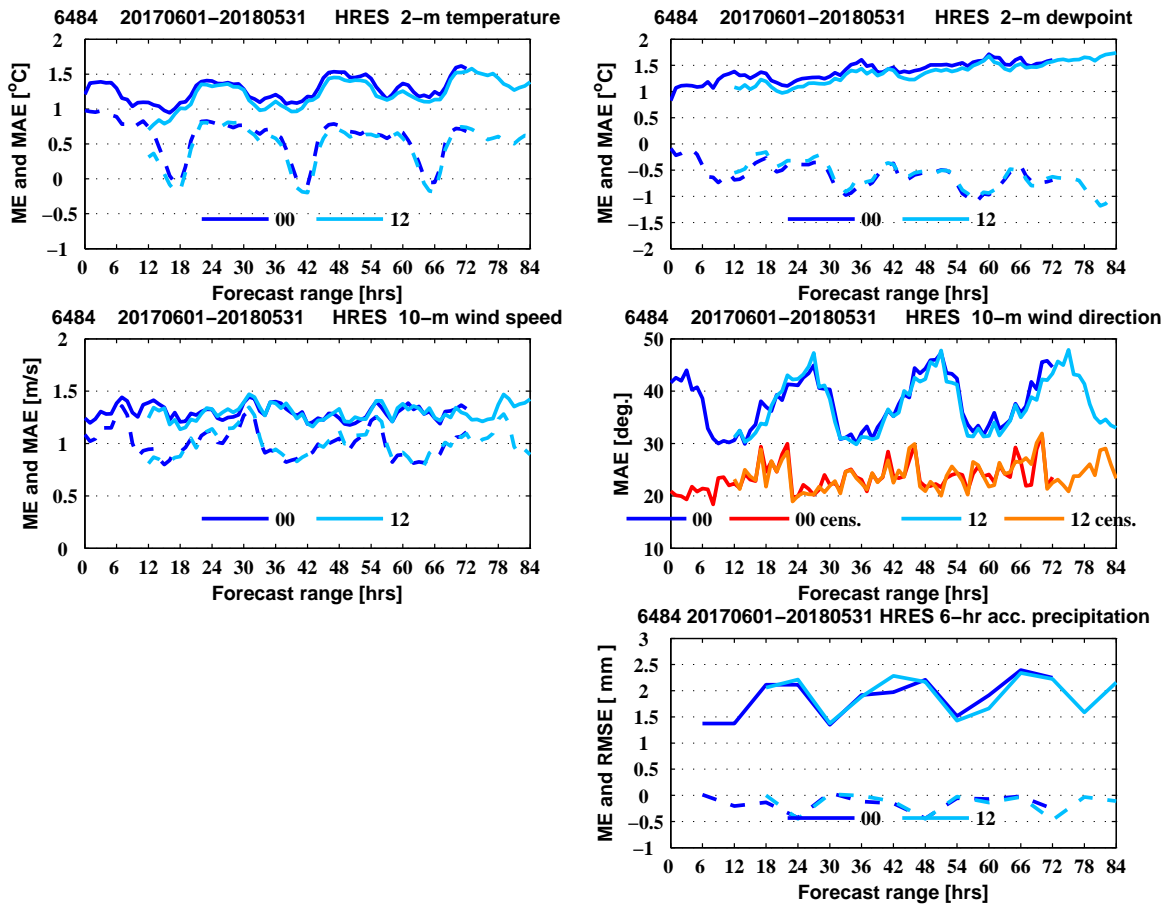 6484 20170601−20180531 HRES 2−m temperature
ME and MAE [°C]
2
1.5
1
0.5
0
−0.5
−1
00 12
0 6 12 18 24 30 36 42 48 54 60 66 72 78 84
Forecast range [hrs]
6484 20170601−20180531 HRES 2−m dewpoint
ME and MAE [°C]
2
1.5
1
0.5
0
−0.5
−1
−1.5
−2
00 12
0 6 12 18 24 30 36 42 48 54 60 66 72 78 84
Forecast range [hrs]
6484 20170601−20180531 HRES 10−m wind speed
ME and MAE [m/s]
2
1.5
1
0.5
0
00 12
0 6 12 18 24 30 36 42 48 54 60 66 72 78 84
Forecast range [hrs]
6484 20170601−20180531 HRES 10−m wind direction
MAE [deg.]
50
40
30
20
10
00 00 cens. 12 12 cens.
0 6 12 18 24 30 36 42 48 54 60 66 72 78 84
Forecast range [hrs]
6484 20170601−20180531 HRES 6−hr acc. precipitation
ME and RMSE [ mm ]
3
2.5
2
1.5
1
0.5
0
−0.5
−1
00 12
0 6 12 18 24 30 36 42 48 54 60 66 72 78 84
Forecast range [hrs]